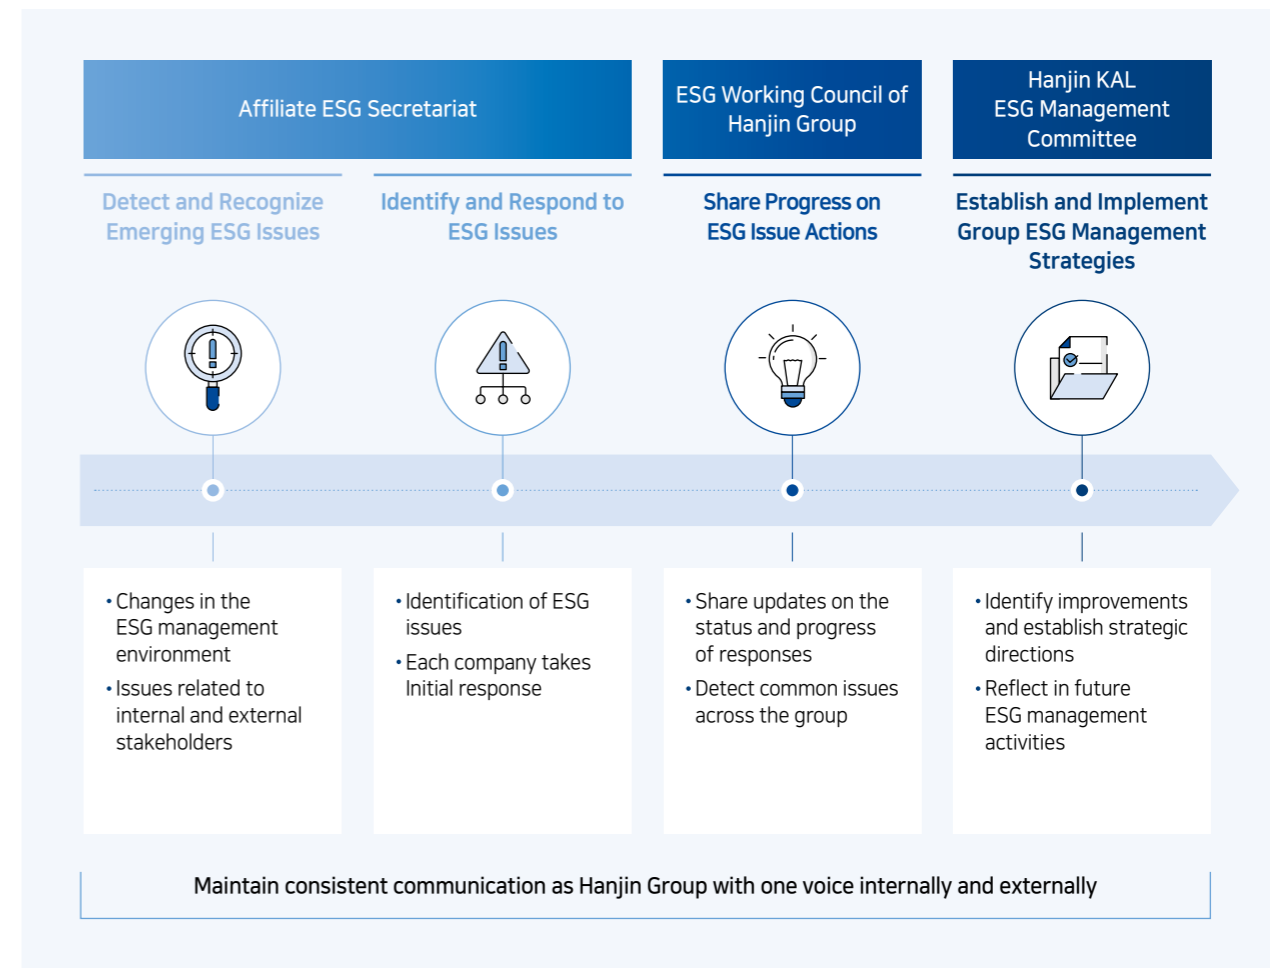 Affiliate ESG Secretariat
ESG Working Council of
Hanjin Group
Hanjin KAL
ESG Management
Committee
Detect and Recognize
Emerging ESG Issues
Identify and Respond to
ESG Issues
Share Progress on
ESG Issue Actions
Establish and Implement
Group ESG Management
Strategies
• Changes in the
ESG management
environment
• Issues related to
internal and external
stakeholders
• Identification of ESG
issues
• Each company takes
Initial response
• Share updates on the
status and progress
of responses
• Detect common issues
across the group
• Identify improvements
and establish strategic
directions
• Reflect in future
ESG management
activities
Maintain consistent communication as Hanjin Group with one voice internally and externally